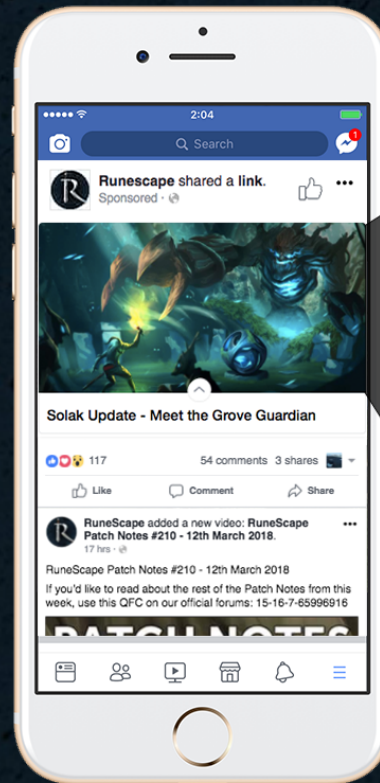 2:04
Search
1
Runescape shared a link.
Sponsored ·
Solak Update - Meet the Grove Guardian
117
54 comments 3 shares
Like
Comment
Share
RuneScape added a new video: RuneScape
Patch Notes #210 - 12th March 2018.
17 hrs ·
RuneScape Patch Notes #210 - 12th March 2018
If you'd like to read about the rest of the Patch Notes from this
week, use this QFC on our official forums: 15-16-7-65996916
PATCH NOTES